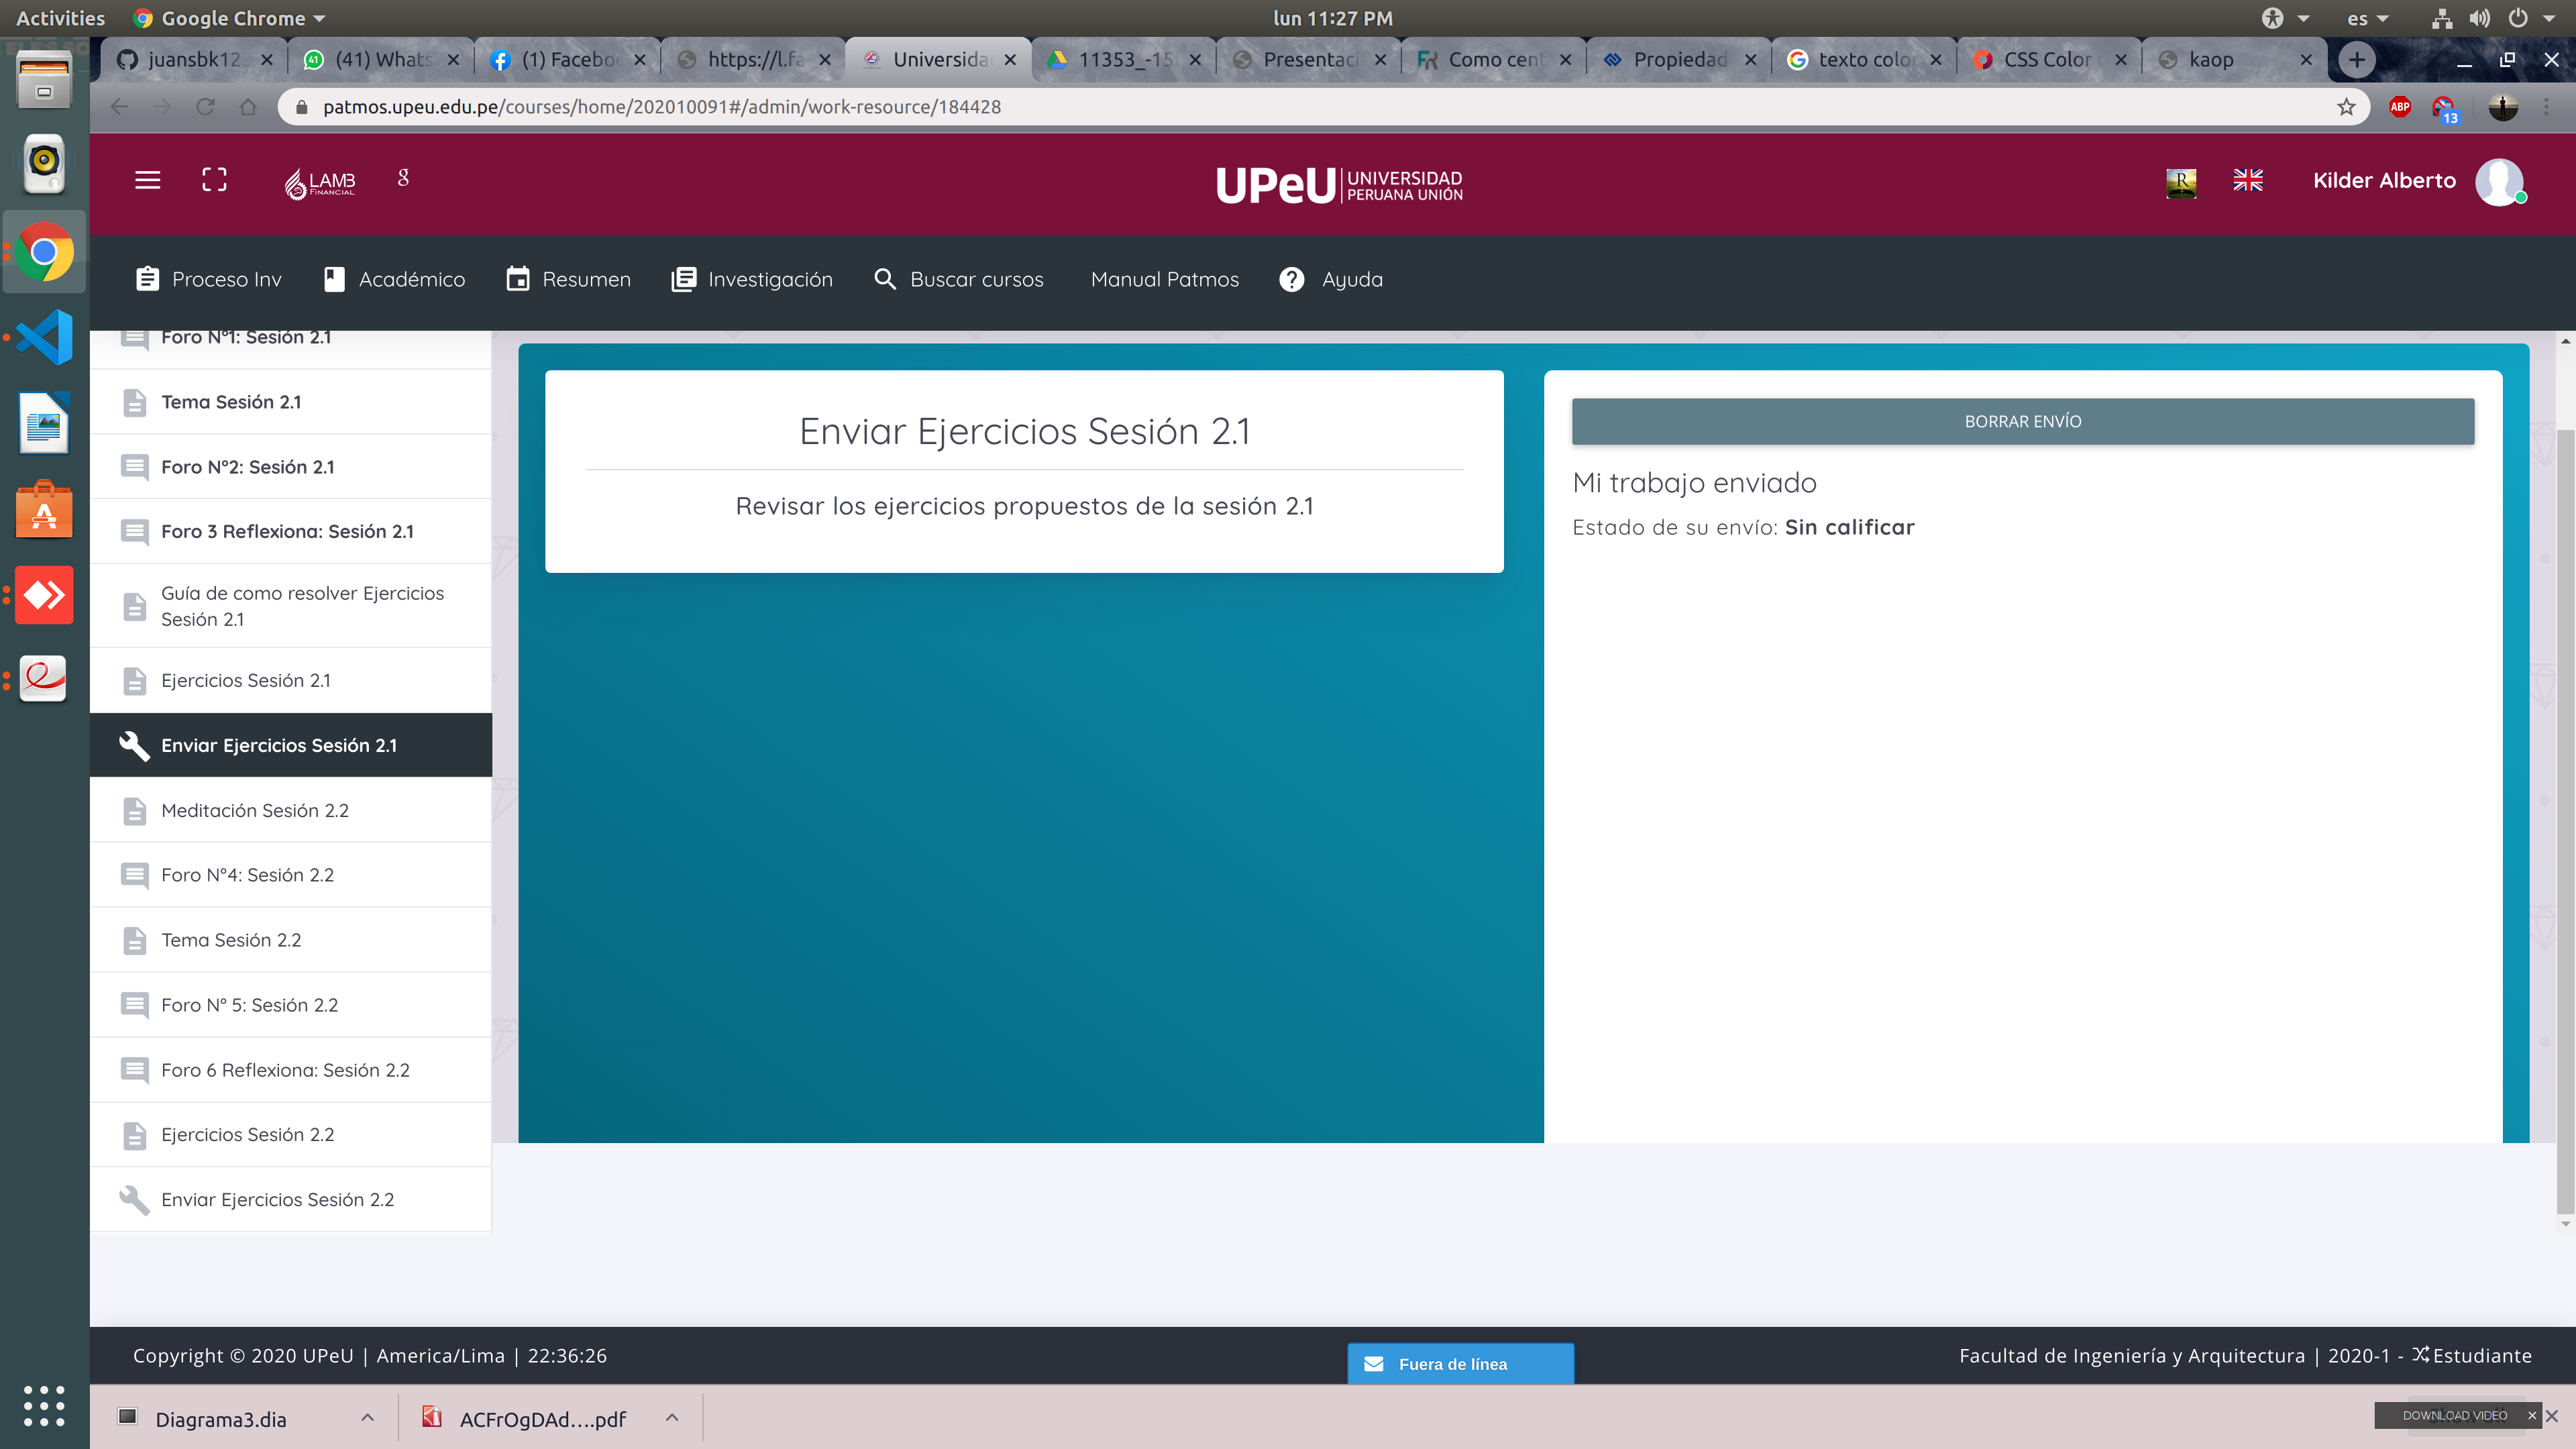 Activities
Google Chrome
lun 11:27 PM
es
juansbk12
(41) Whats
(1) Facebo
https://l.fa
Universida
11353_-15
Presentaci
Como cent
Propiedad
texto colo
CSS Color
kaop
patmos.upeu.edu.pe/courses/home/202010091#/admin/work-resource/184428
ABP
13
LAMB
FINANCIAL
g
UPeU UNIVERSIDAD
PERUANA UNIÓN
R
Kilder Alberto
Proceso Inv
Académico
Resumen
Investigación
Buscar cursos
Manual Patmos
Ayuda
Foro N°1: Sesión 2.1
Tema Sesión 2.1
Foro N°2: Sesión 2.1
Foro 3 Reflexiona: Sesión 2.1
Guía de como resolver Ejercicios
Sesión 2.1
Ejercicios Sesión 2.1
Enviar Ejercicios Sesión 2.1
Meditación Sesión 2.2
Foro N°4: Sesión 2.2
Tema Sesión 2.2
Foro N° 5: Sesión 2.2
Foro 6 Reflexiona: Sesión 2.2
Ejercicios Sesión 2.2
Enviar Ejercicios Sesión 2.2
Enviar Ejercicios Sesión 2.1
Revisar los ejercicios propuestos de la sesión 2.1
BORRAR ENVÍO
Mi trabajo enviado
Estado de su envío: Sin calificar
Copyright © 2020 UPeU | America/Lima | 22:36:26
Fuera de línea
Facultad de Ingeniería y Arquitectura | 2020-1 - Estudiante
Diagrama3.dia
ACFrOgDAd....pdf
DOWNLOAD VIDEO